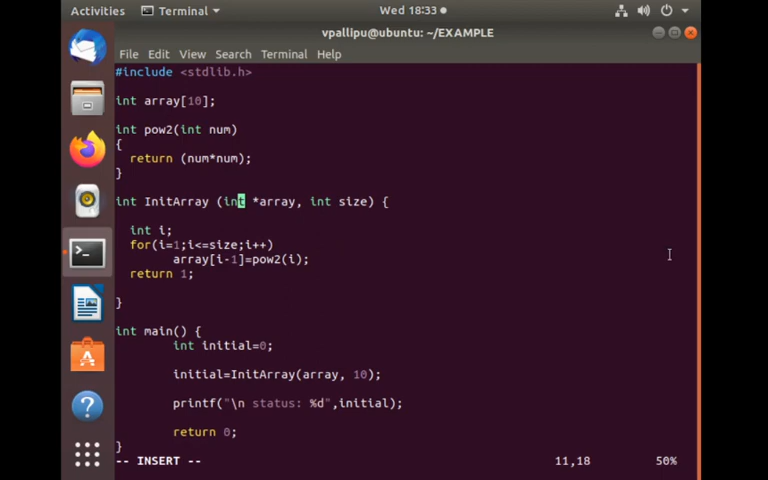 Activities Terminal Wed 18:33
vpallipu@ubuntu: ~/EXAMPLE
File Edit View Search Terminal Help
#include <stdlib.h>
int array[10];
int pow2(int num)
{
return (num*num);
}
int InitArray (int *array, int size) {
int i;
for(i=1;i<=size;i++)
array[i-1]=pow2(i);
return 1;
}
int main() {
int initial=0;
initial=InitArray(array, 10);
printf("\n status: %d",initial);
return 0;
}
-- INSERT -- 11,18 50%